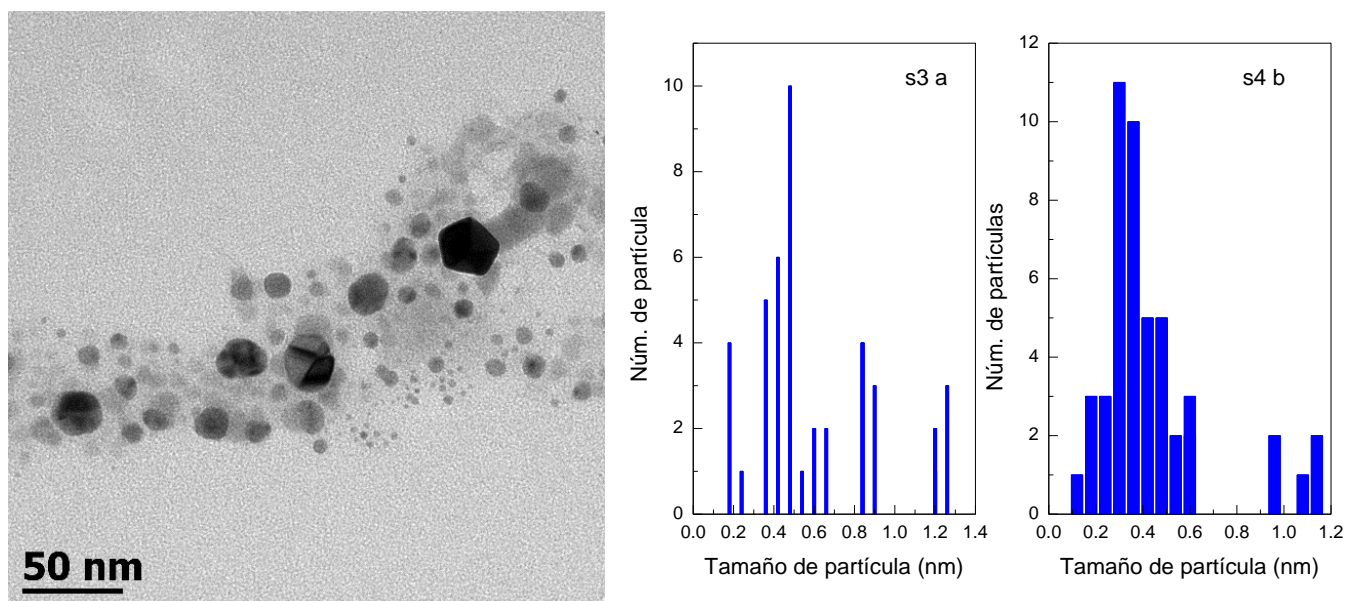 50 nm
s3 a
10
8
6
4
2
0
0.0 0.2 0.4 0.6 0.8 1.0 1.2 1.4
Núm. de partícula
Tamaño de partícula (nm)
s4 b
12
10
8
6
4
2
0
0.0 0.2 0.4 0.6 0.8 1.0 1.2
Núm. de partículas
Tamaño de partícula (nm)